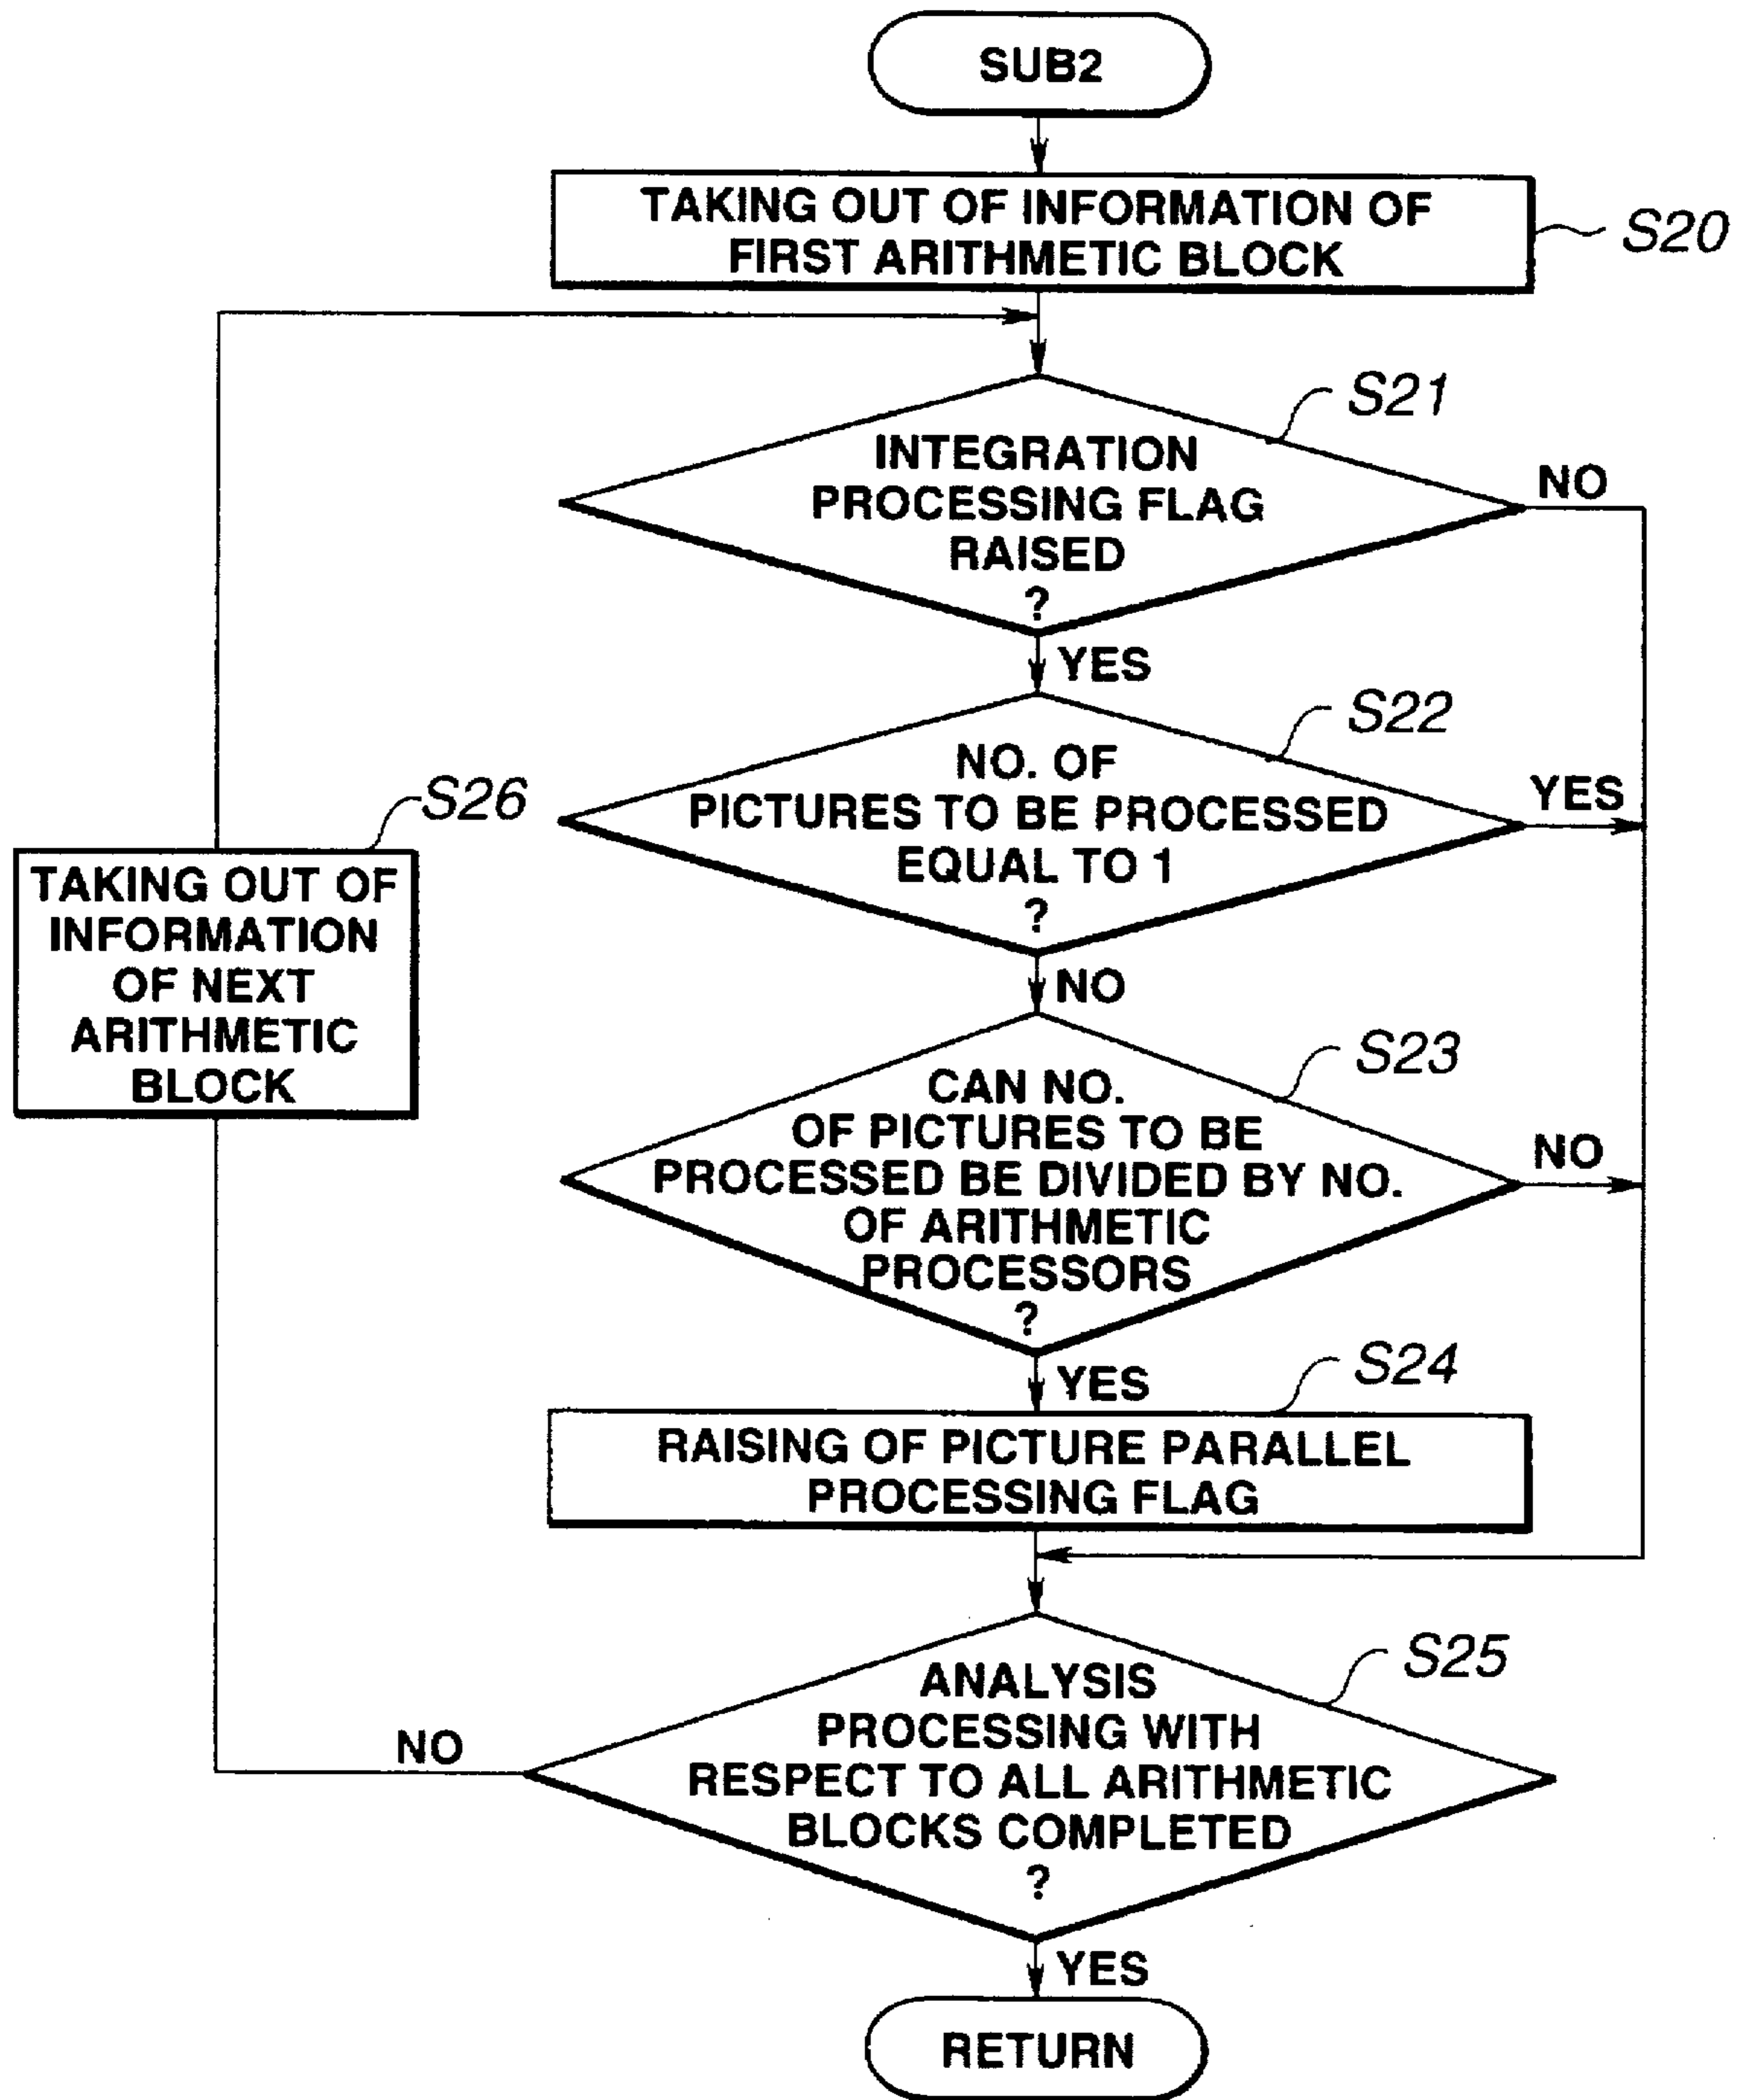 SUB2
TAKING OUT OF INFORMATION OF
FIRST ARITHMETIC BLOCK
S20
S21
INTEGRATION
PROCESSING FLAG
RAISED
?
NO
YES
S22
NO. OF
PICTURES TO BE PROCESSED
EQUAL TO 1
?
YES
NO
S26
TAKING OUT OF
INFORMATION
OF NEXT
ARITHMETIC
BLOCK
S23
CAN NO.
OF PICTURES TO BE
PROCESSED BE DIVIDED BY NO.
OF ARITHMETIC
PROCESSORS
?
NO
YES
S24
RAISING OF PICTURE PARALLEL
PROCESSING FLAG
S25
ANALYSIS
PROCESSING WITH
RESPECT TO ALL ARITHMETIC
BLOCKS COMPLETED
?
NO
YES
RETURN